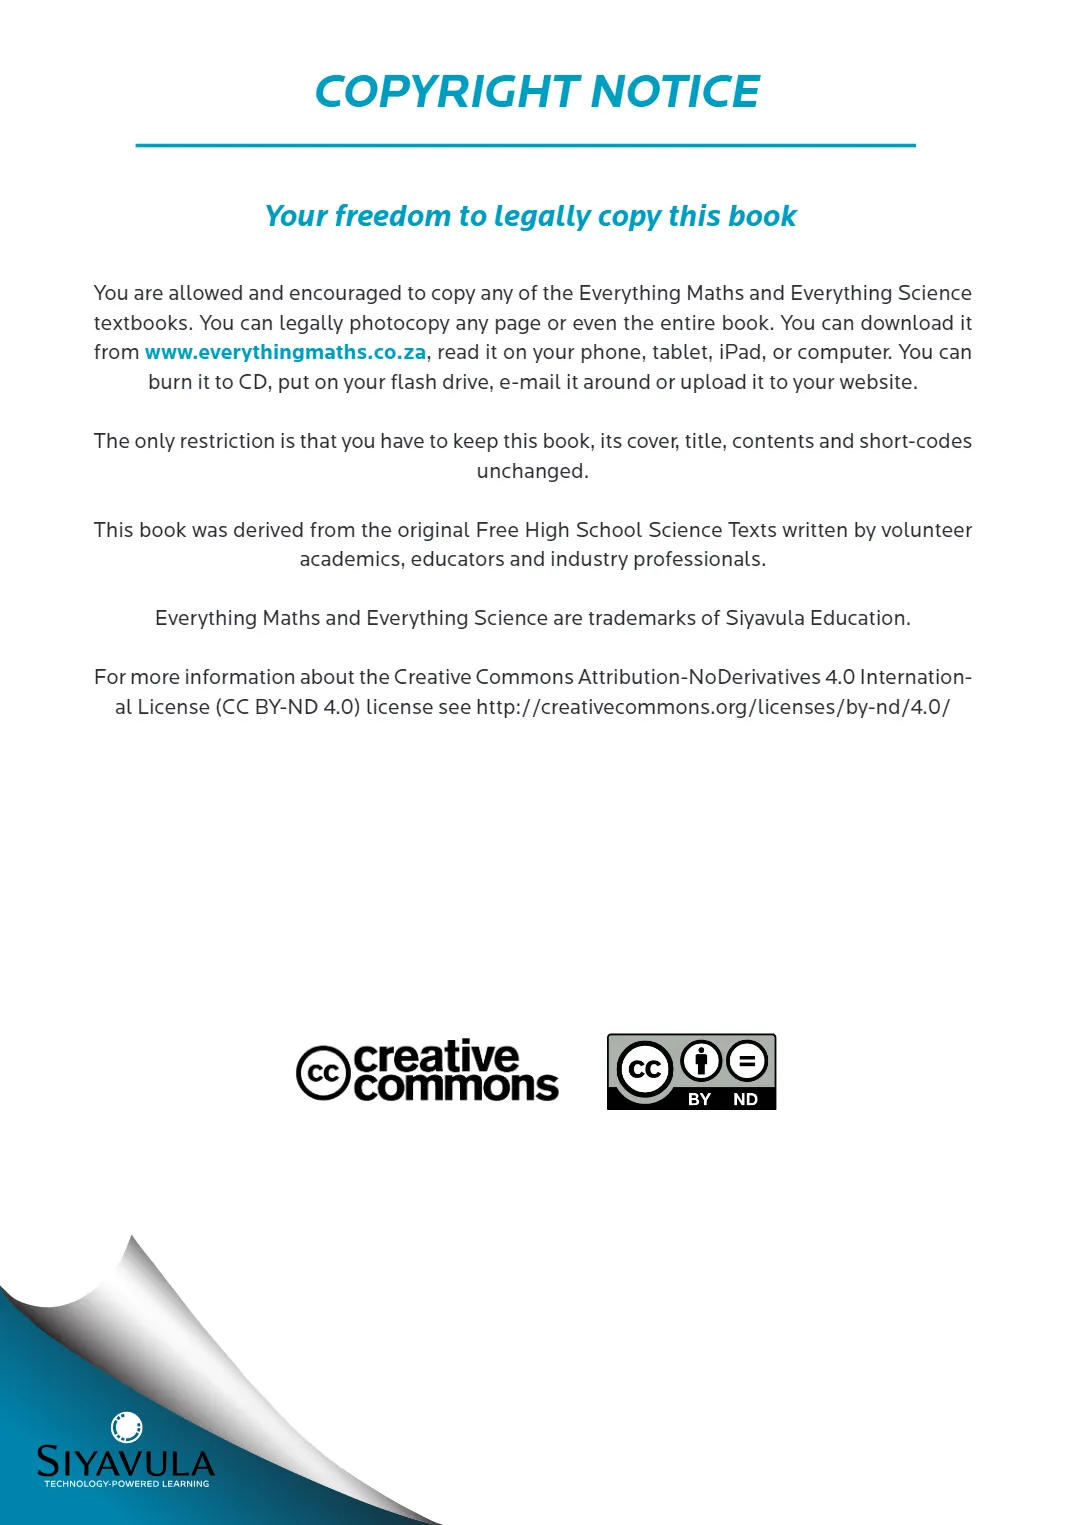 COPYRIGHT NOTICE
Your freedom to legally copy this book
You are allowed and encouraged to copy any of the Everything Maths and Everything Science
textbooks. You can legally photocopy any page or even the entire book. You can download it
from www.everythingmaths.co.za, read it on your phone, tablet, iPad, or computer. You can
burn it to CD, put on your flash drive, e-mail it around or upload it to your website.
The only restriction is that you have to keep this book, its cover, title, contents and short-codes
unchanged.
This book was derived from the original Free High School Science Texts written by volunteer
academics, educators and industry professionals.
Everything Maths and Everything Science are trademarks of Siyavula Education.
For more information about the Creative Commons Attribution-NoDerivatives 4.0 Internation-
al License (CC BY-ND 4.0) license see http://creativecommons.org/licenses/by-nd/4.0/
cc creative
commons
cc
BY ND
SIYAVULA
TECHNOLOGY-POWERED LEARNING